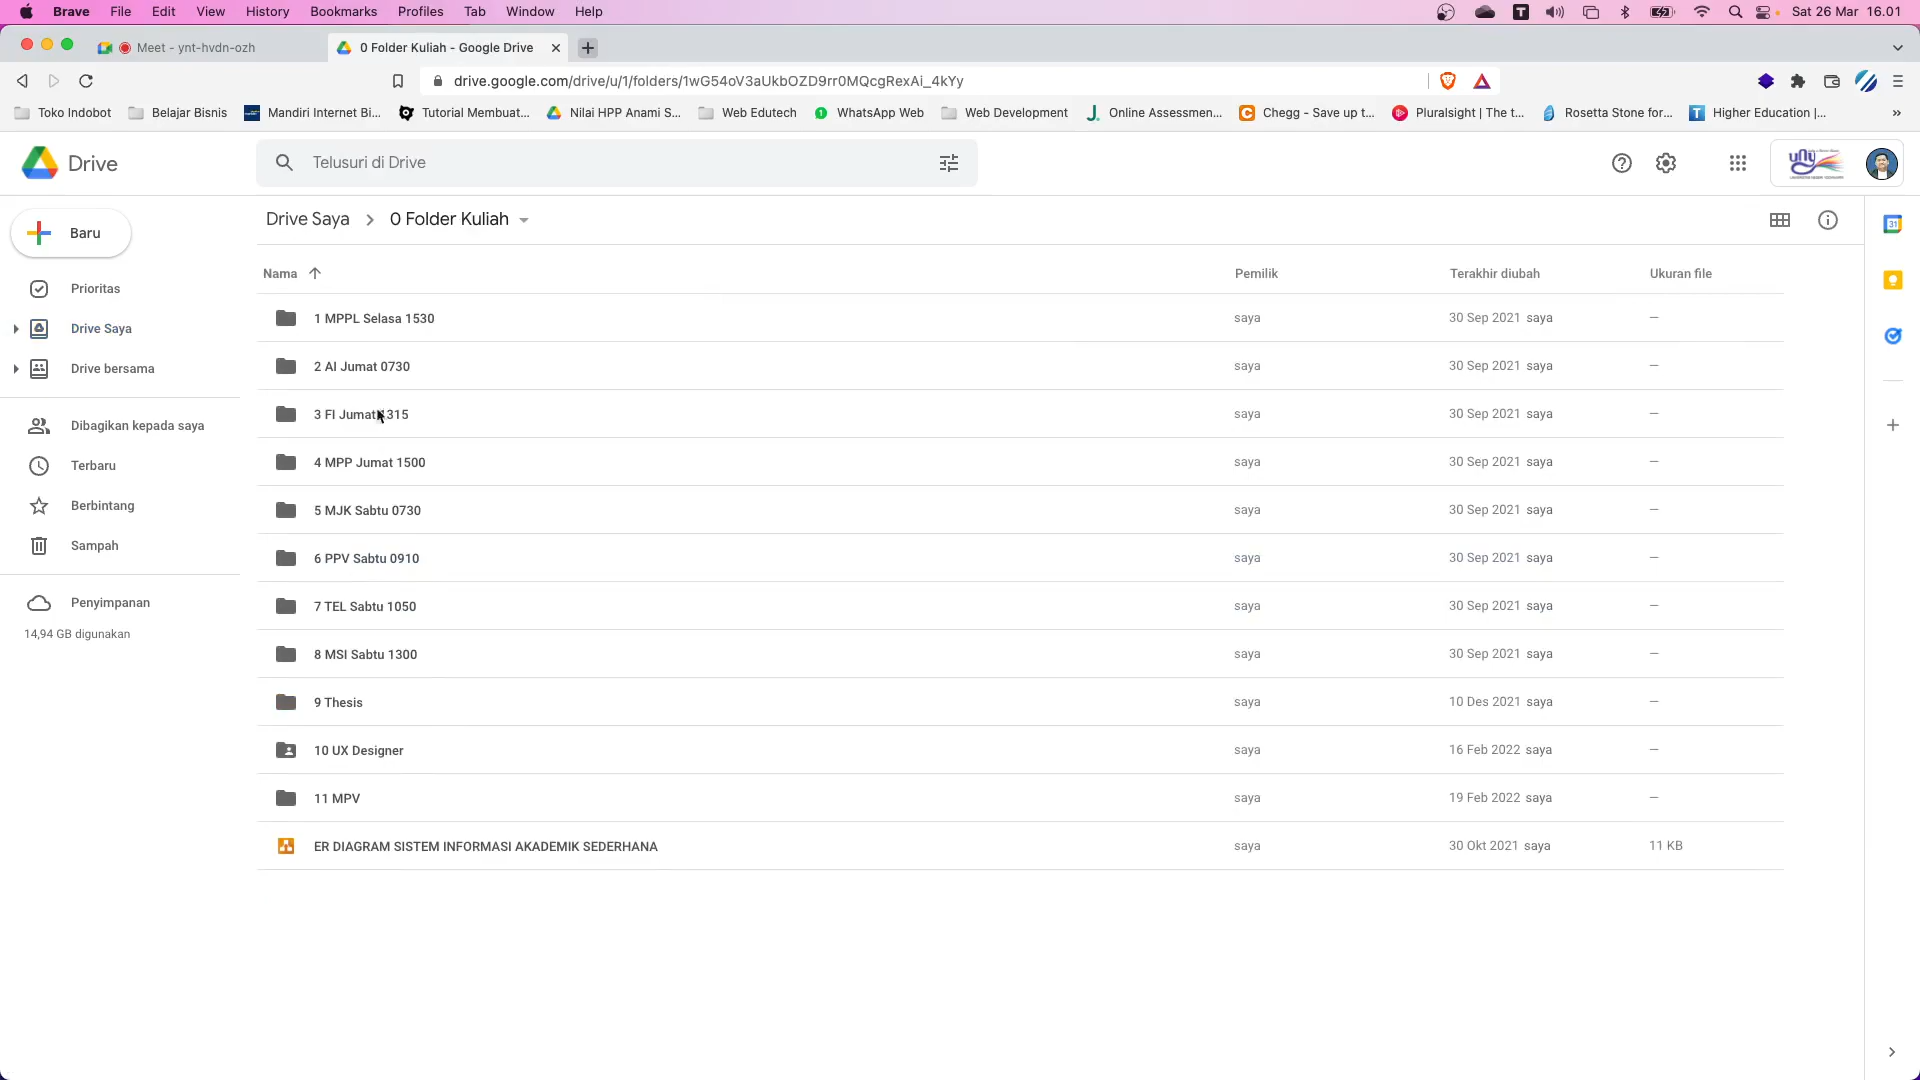 Brave File Edit View History Bookmarks Profiles Tab Window Help Sat 26 Mar 16.01
Meet - ynt-hvdn-ozh 0 Folder Kuliah - Google Drive
drive.google.com/drive/u/1/folders/1wG54oV3aUkbOZD9rr0MQcgRexAi_4kYy
Toko Indobot Belajar Bisnis Mandiri Internet Bi... Tutorial Membuat... Nilai HPP Anami S... Web Edutech WhatsApp Web Web Development Online Assessmen... Chegg - Save up t... Pluralsight | The t... Rosetta Stone for... Higher Education |... »
Drive Telusuri di Drive
Drive Saya > 0 Folder Kuliah
Baru
Prioritas
Drive Saya
Drive bersama
Dibagikan kepada saya
Terbaru
Berbintang
Sampah
Penyimpanan
14,94 GB digunakan
Nama Pemilik Terakhir diubah Ukuran file
1 MPPL Selasa 1530 saya 30 Sep 2021 saya —
2 AI Jumat 0730 saya 30 Sep 2021 saya —
3 FI Jumat 1315 saya 30 Sep 2021 saya —
4 MPP Jumat 1500 saya 30 Sep 2021 saya —
5 MJK Sabtu 0730 saya 30 Sep 2021 saya —
6 PPV Sabtu 0910 saya 30 Sep 2021 saya —
7 TEL Sabtu 1050 saya 30 Sep 2021 saya —
8 MSI Sabtu 1300 saya 30 Sep 2021 saya —
9 Thesis saya 10 Des 2021 saya —
10 UX Designer saya 16 Feb 2022 saya —
11 MPV saya 19 Feb 2022 saya —
ER DIAGRAM SISTEM INFORMASI AKADEMIK SEDERHANA saya 30 Okt 2021 saya 11 KB